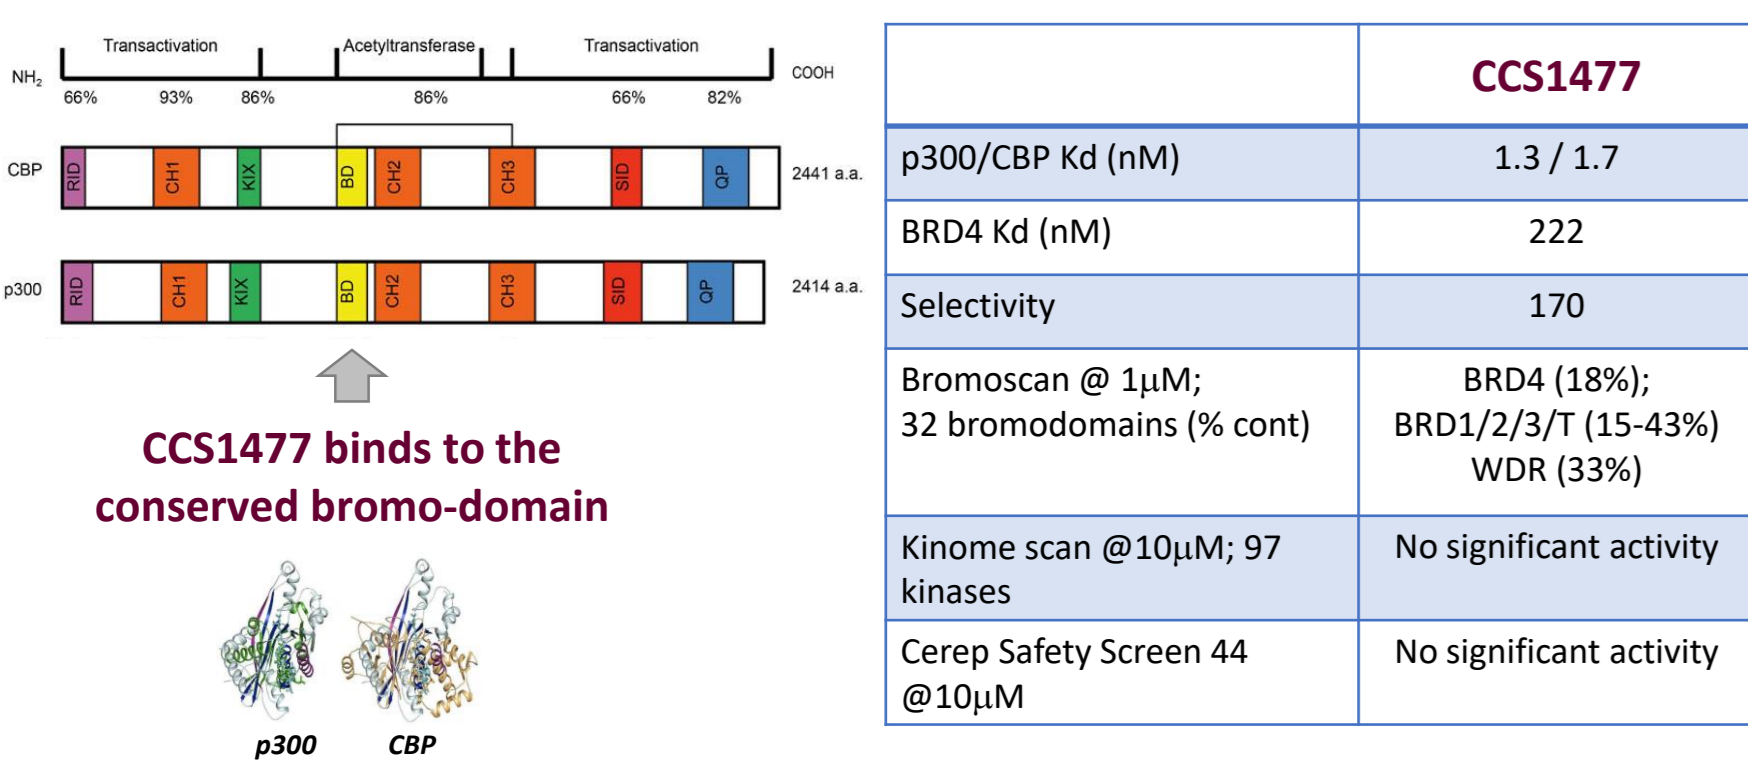 Transactivation Acetyltransferase Transactivation
NH₂ COOH
66% 93% 86% 86% 66% 82%
CBP RID CH1 KIX BD CH2 CH3 SID QP 2441 a.a.
p300 RID CH1 KIX BD CH2 CH3 SID QP 2414 a.a.
CCS1477 binds to the
conserved bromo-domain
p300 CBP
CCS1477
p300/CBP Kd (nM) 1.3 / 1.7
BRD4 Kd (nM) 222
Selectivity 170
Bromoscan @ 1μM;
32 bromodomains (% cont)
BRD4 (18%);
BRD1/2/3/T (15-43%)
WDR (33%)
Kinome scan @10μM; 97
kinases
No significant activity
Cerep Safety Screen 44
@10μM
No significant activity